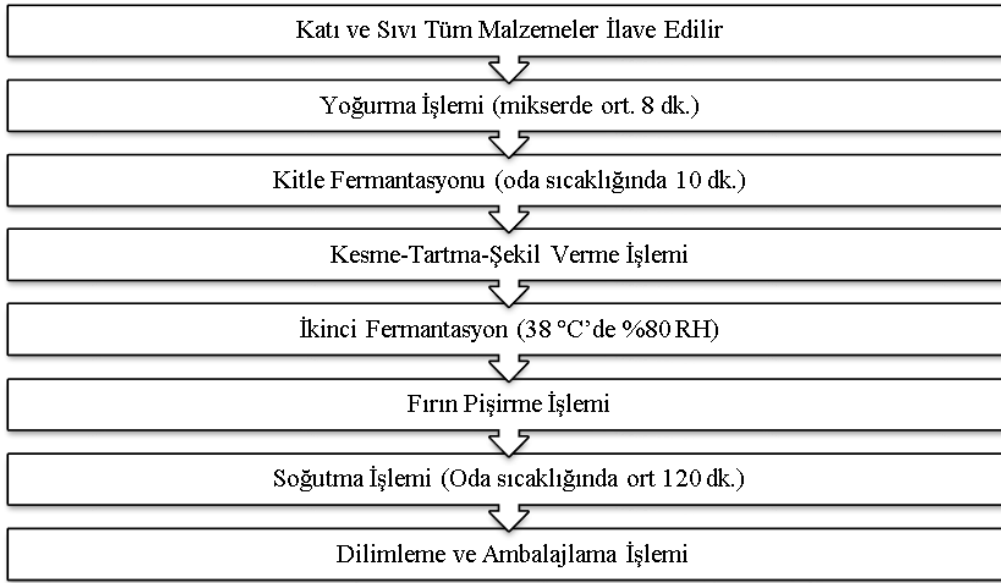 Katı ve Sıvı Tüm Malzemeler İlave Edilir
Yoğurma İşlemi (mikserde ort. 8 dk.)
Kitle Fermantasyonu (oda sıcaklığında 10 dk.)
Kesme-Tartma-Şekil Verme İşlemi
İkinci Fermantasyon (38 °C’de %80 RH)
Fırın Pişirme İşlemi
Soğutma İşlemi (Oda sıcaklığında ort 120 dk.)
Dilimleme ve Ambalajlama İşlemi